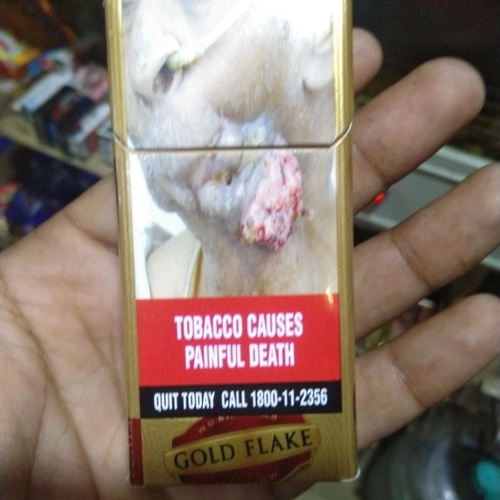 TOBACCO CAUSES
PAINFUL DEATH
QUIT TODAY CALL 1800-11-2356
GOLD FLAKE